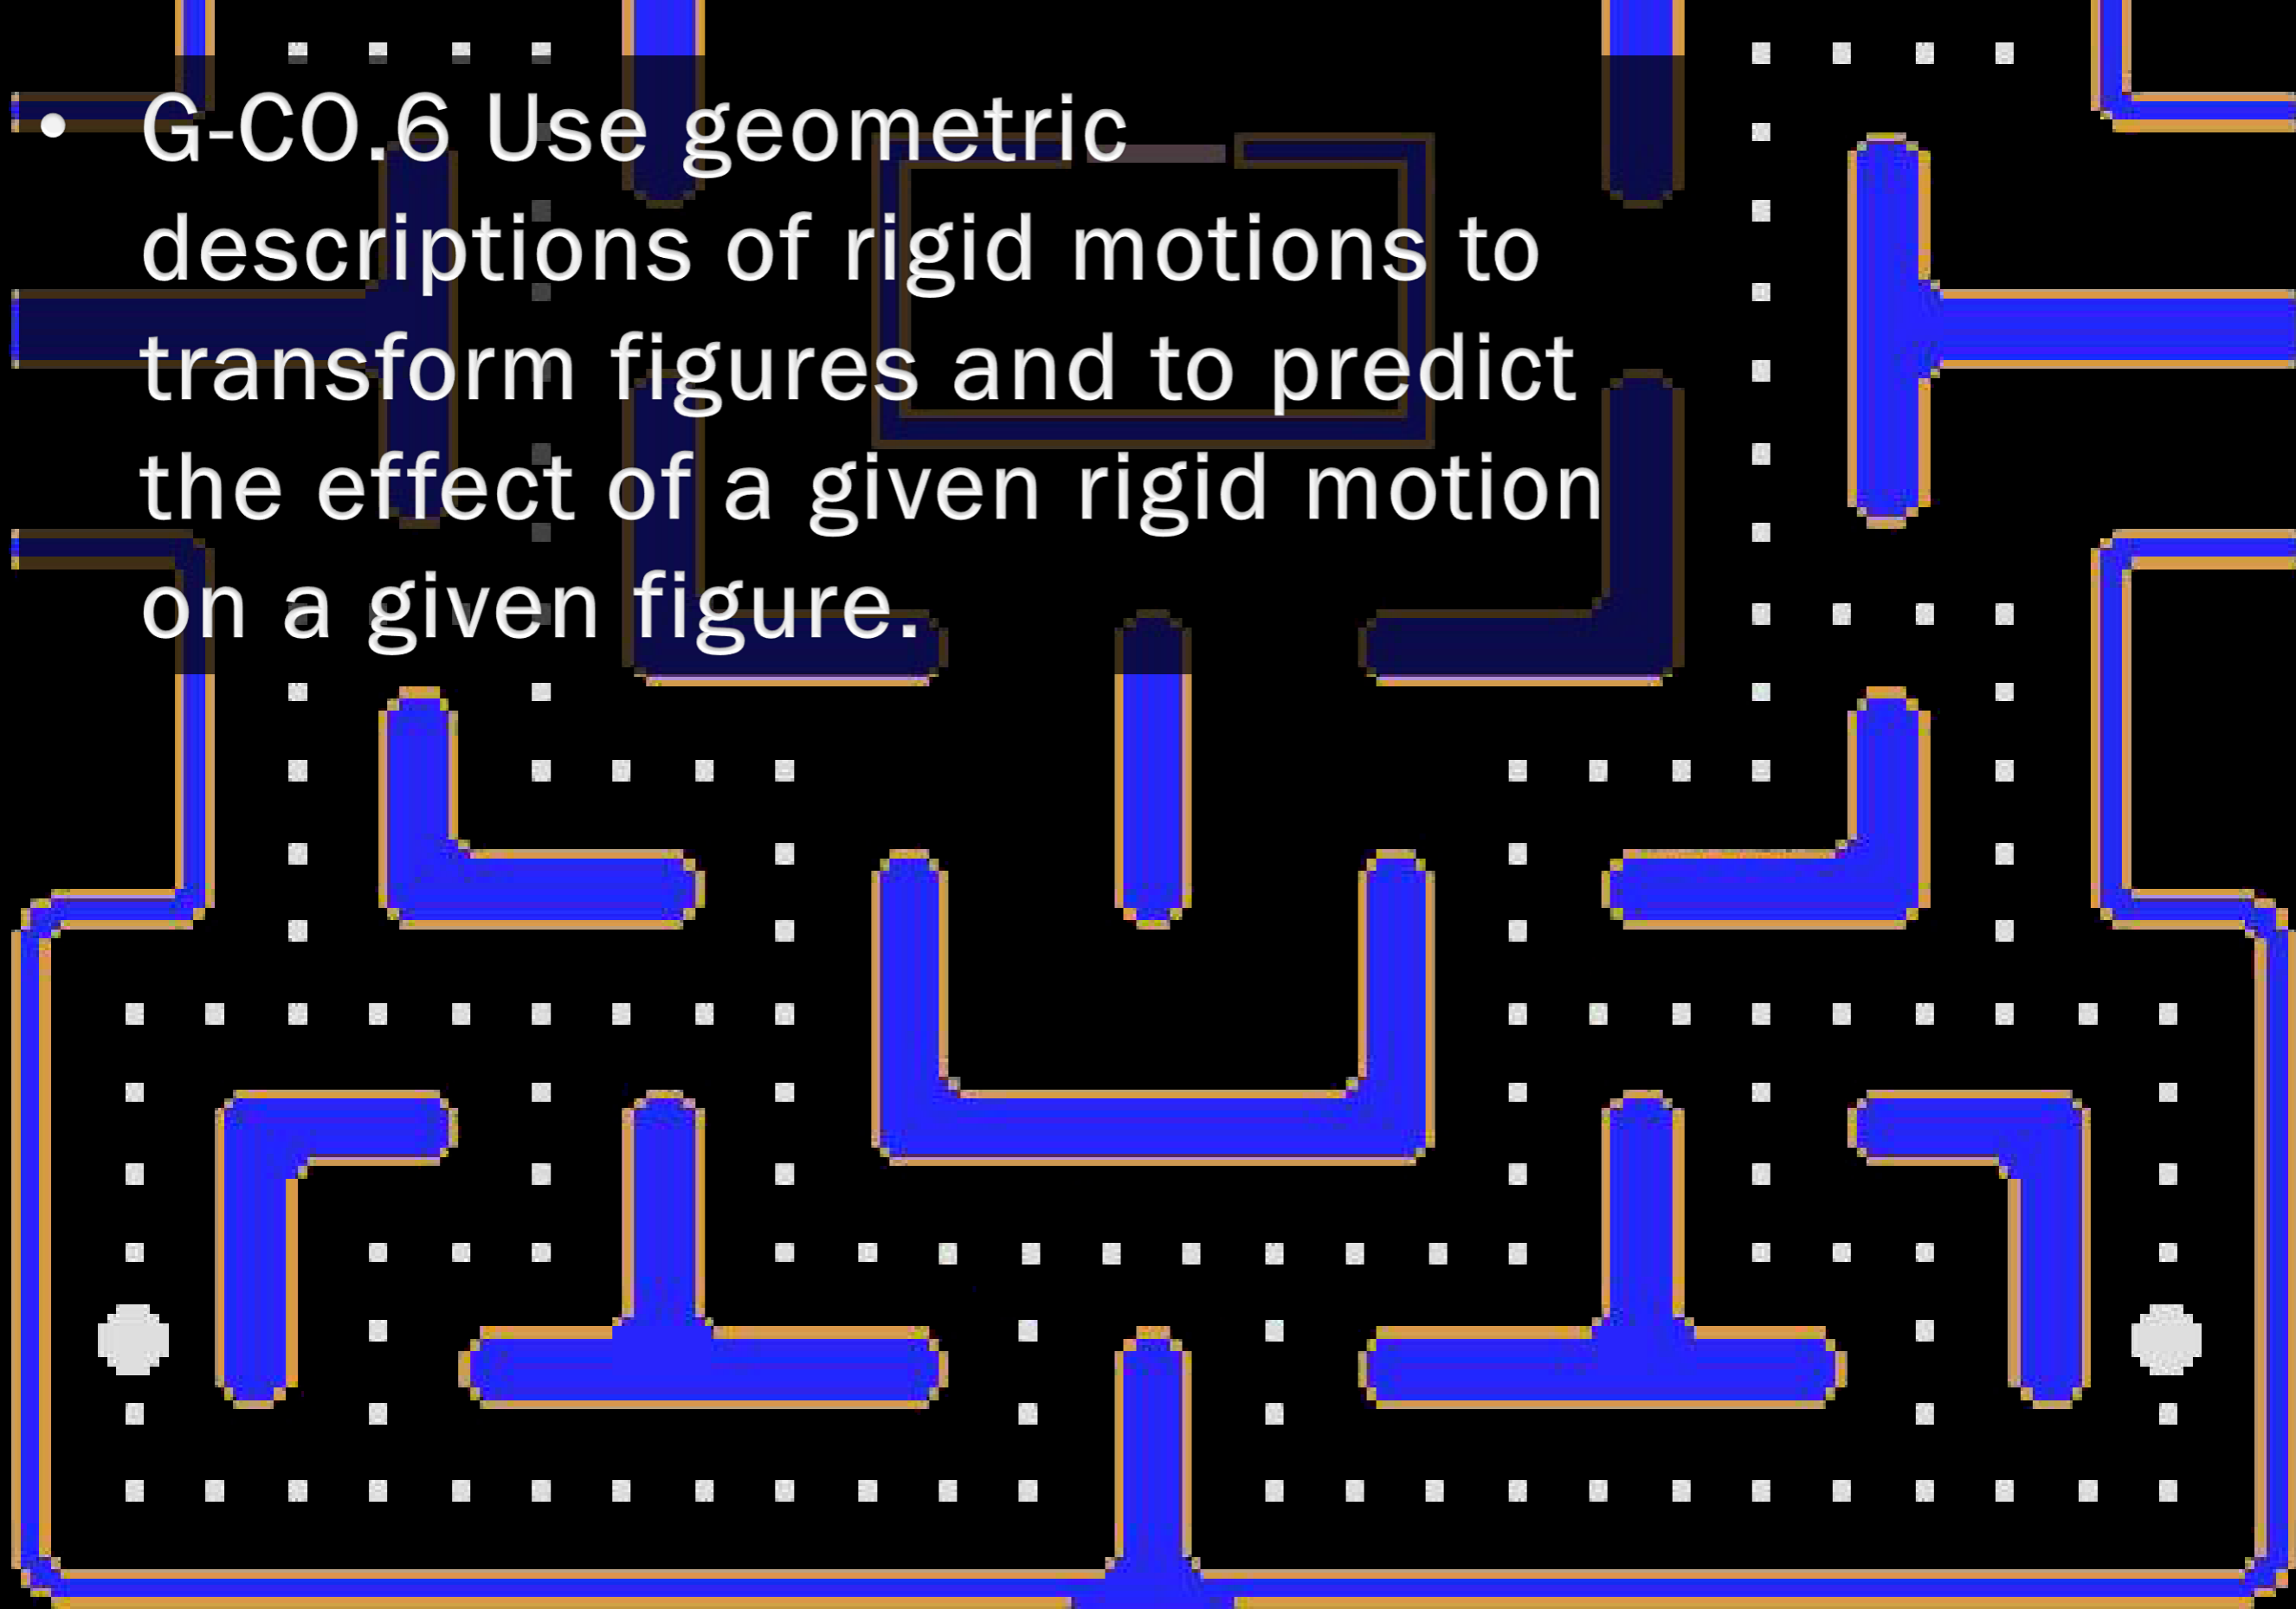 • G-CO.6 Use geometric
descriptions of rigid motions to
transform figures and to predict
the effect of a given rigid motion
on a given figure.